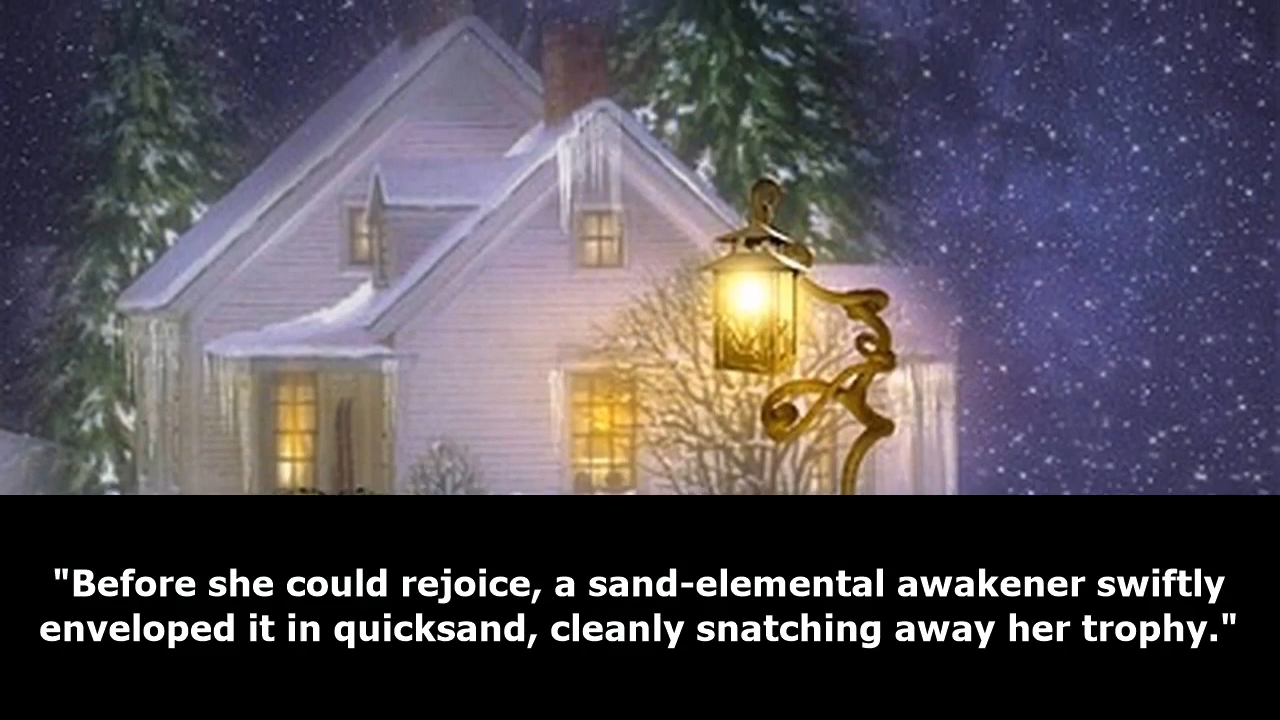 "Before she could rejoice, a sand-elemental awakener swiftly
enveloped it in quicksand, cleanly snatching away her trophy."